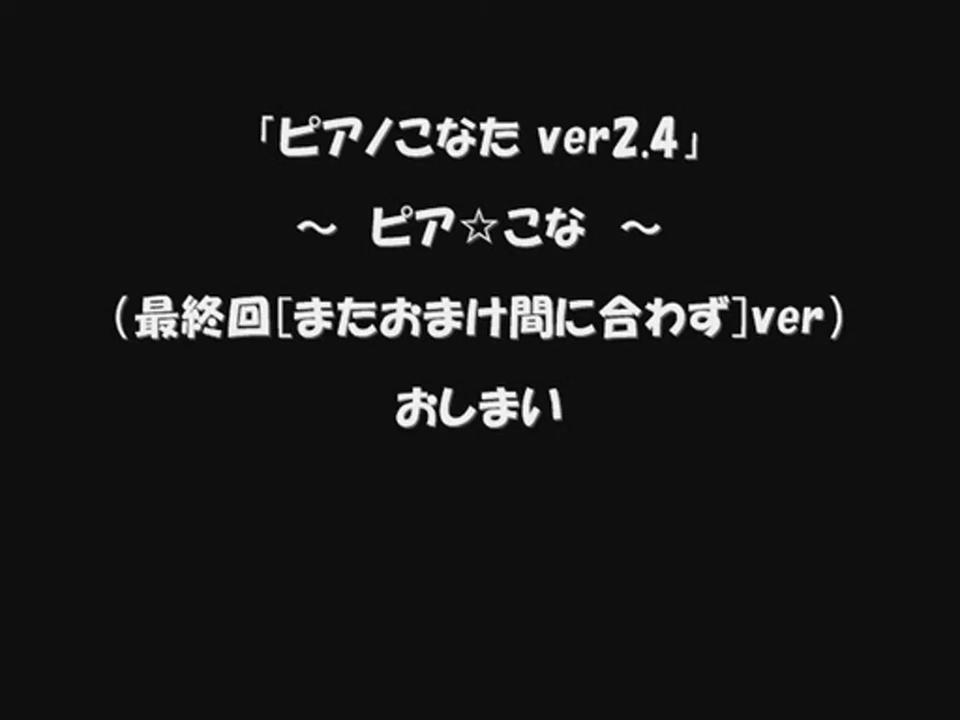 「ピアノこなた ver2.4」
～ ピア☆こな ～
(最終回[またおまけ間に合わず]ver)
おしまい